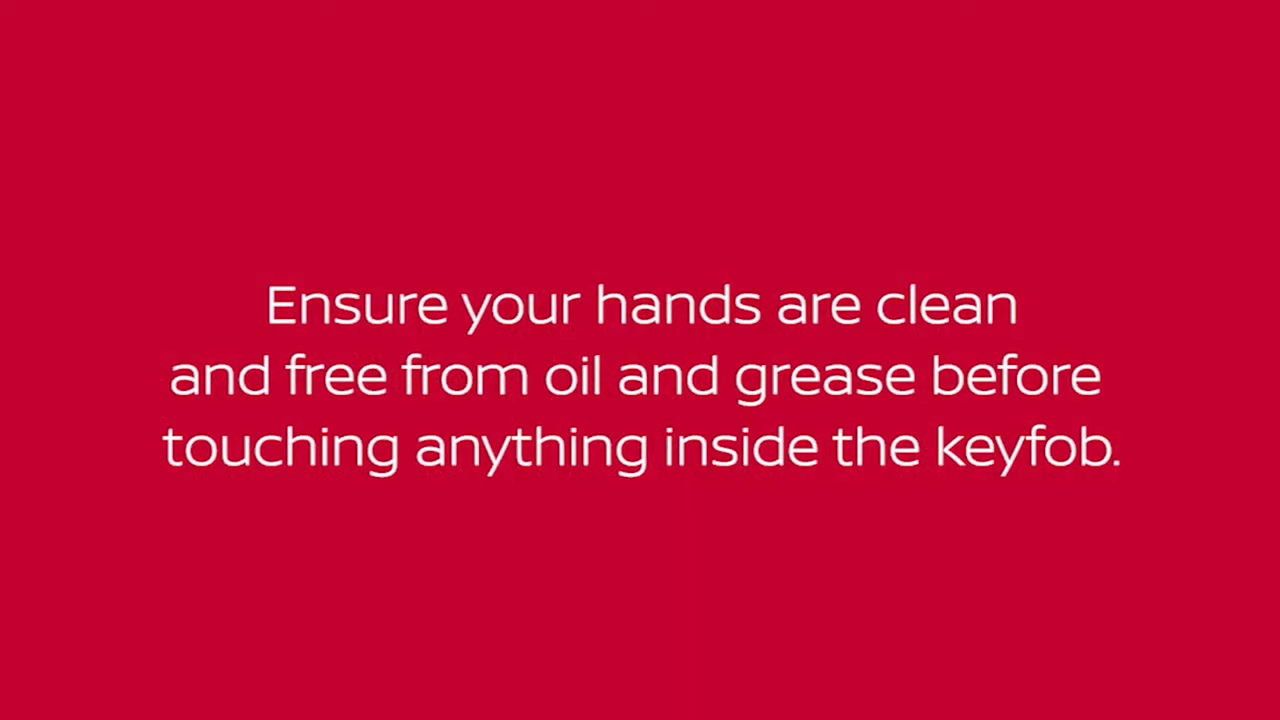 Ensure your hands are clean
and free from oil and grease before
touching anything inside the keyfob.